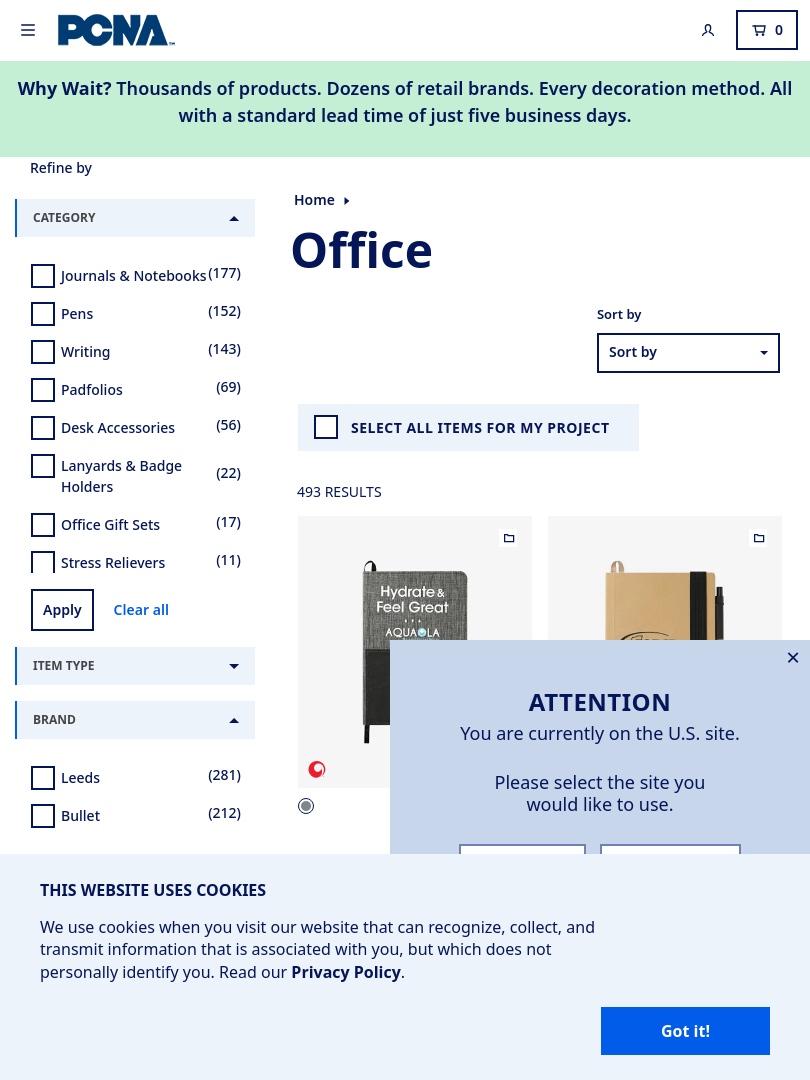 PCNA
0
Why Wait? Thousands of products. Dozens of retail brands. Every decoration method. All
with a standard lead time of just five business days.
Refine by
CATEGORY
Journals & Notebooks (177)
Pens (152)
Writing (143)
Padfolios (69)
Desk Accessories (56)
Lanyards & Badge
Holders (22)
Office Gift Sets (17)
Stress Relievers (11)
Apply Clear all
ITEM TYPE
BRAND
Leeds (281)
Bullet (212)
Home
Office
Sort by
Sort by
SELECT ALL ITEMS FOR MY PROJECT
493 RESULTS
Hydrate &
Feel Great
AQUAOLA
ATTENTION
You are currently on the U.S. site.
Please select the site you
would like to use.
THIS WEBSITE USES COOKIES
We use cookies when you visit our website that can recognize, collect, and
transmit information that is associated with you, but which does not
personally identify you. Read our Privacy Policy.
Got it!